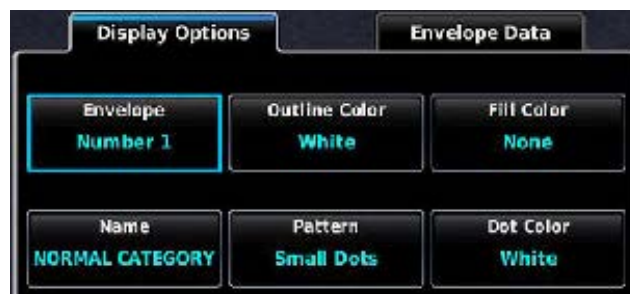 Display Options Envelope Data
Envelope Outline Color Fill Color
Number 1 White None
Name Pattern Dot Color
NORMAL CATEGORY Small Dots White